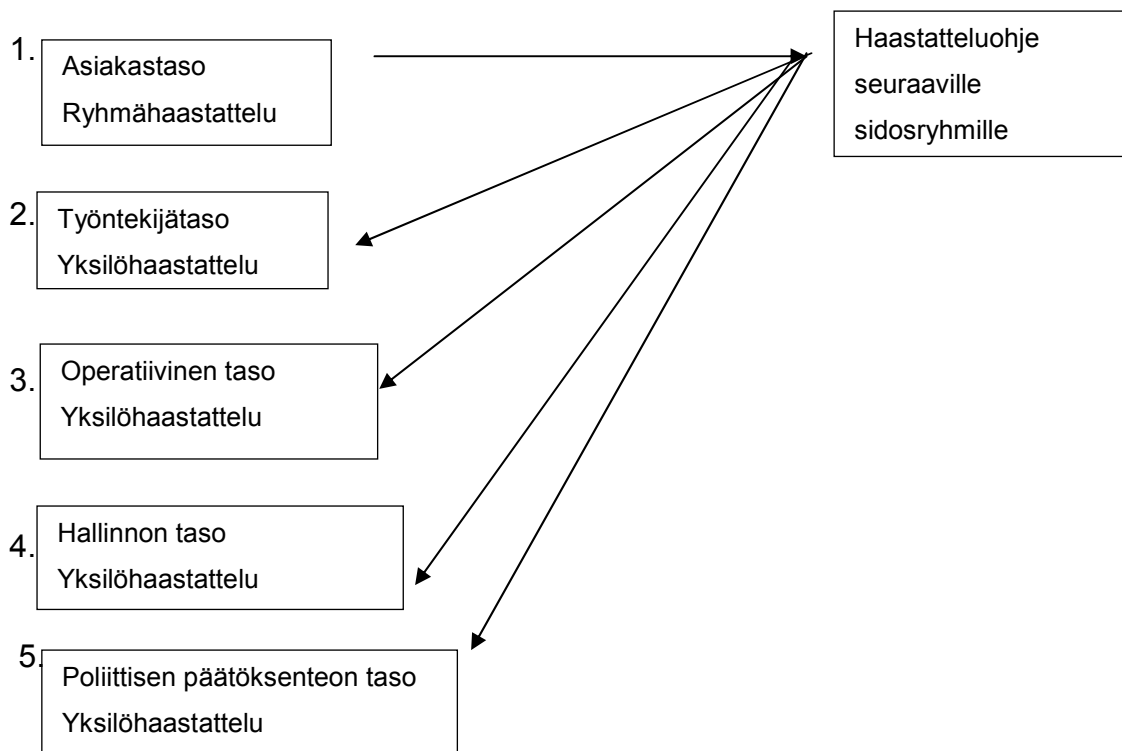 1.
Asiakastaso
Ryhmähaastattelu
Haastatteluohje
seuraaville
sidosryhmille
2.
Työntekijätaso
Yksilöhaastattelu
3.
Operatiivinen taso
Yksilöhaastattelu
4.
Hallinnon taso
Yksilöhaastattelu
5.
Poliittisen päätöksenteon taso
Yksilöhaastattelu